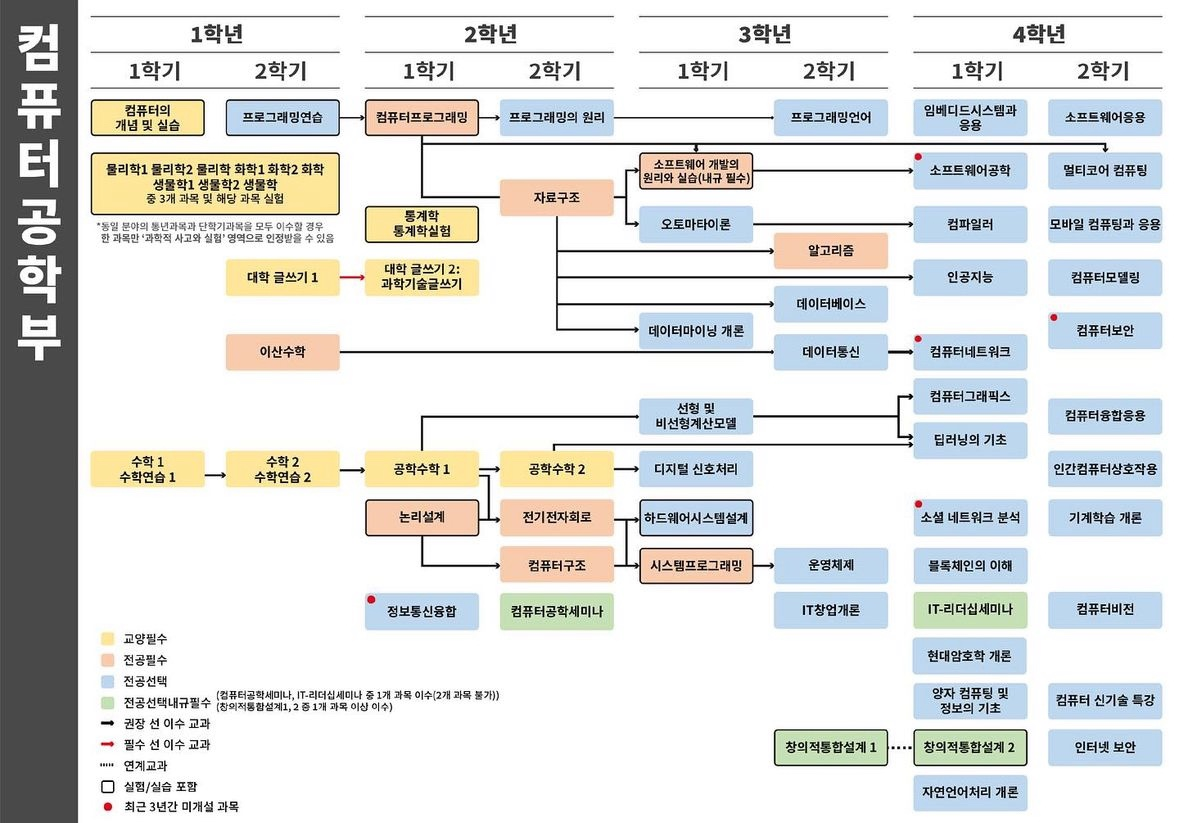 컴퓨터공학부
1학년
2학년
3학년
4학년
1학기
2학기
1학기
2학기
1학기
2학기
1학기
2학기
컴퓨터의
개념 및 실습
프로그래밍연습
컴퓨터프로그래밍
프로그래밍의 원리
프로그래밍언어
임베디드시스템과
응용
소프트웨어응용
물리학1 물리학2 물리학 화학1 화학2 화학
생물학1 생물학2 생물학
중 3개 과목 및 해당 과목 실험
*동일 분야의 통년과목과 단학기과목을 모두 이수할 경우
한 과목만 ‘과학적 사고와 실험’ 영역으로 인정받을 수 있음
소프트웨어 개발의
원리와 실습(내규 필수)
소프트웨어공학
멀티코어 컴퓨팅
자료구조
통계학
통계학실험
오토마타이론
컴파일러
모바일 컴퓨팅과 응용
알고리즘
대학 글쓰기 1
대학 글쓰기 2:
과학기술글쓰기
인공지능
컴퓨터모델링
데이터베이스
데이터마이닝 개론
컴퓨터보안
이산수학
데이터통신
컴퓨터네트워크
컴퓨터그래픽스
선형 및
비선형계산모델
컴퓨터융합응용
딥러닝의 기초
수학 1
수학연습 1
수학 2
수학연습 2
공학수학 1
공학수학 2
디지털 신호처리
인간컴퓨터상호작용
논리설계
전기전자회로
하드웨어시스템설계
소셜 네트워크 분석
기계학습 개론
컴퓨터구조
시스템프로그래밍
운영체제
블록체인의 이해
정보통신융합
컴퓨터공학세미나
IT창업개론
IT-리더십세미나
컴퓨터비전
현대암호학 개론
양자 컴퓨팅 및
정보의 기초
컴퓨터 신기술 특강
창의적통합설계 1
창의적통합설계 2
인터넷 보안
자연언어처리 개론
교양필수
전공필수
전공선택
전공선택내규필수
(컴퓨터공학세미나, IT-리더십세미나 중 1개 과목 이수(2개 과목 불가))
(창의적통합설계1, 2 중 1개 과목 이상 이수)
권장 선 이수 교과
필수 선 이수 교과
연계교과
실험/실습 포함
최근 3년간 미개설 과목